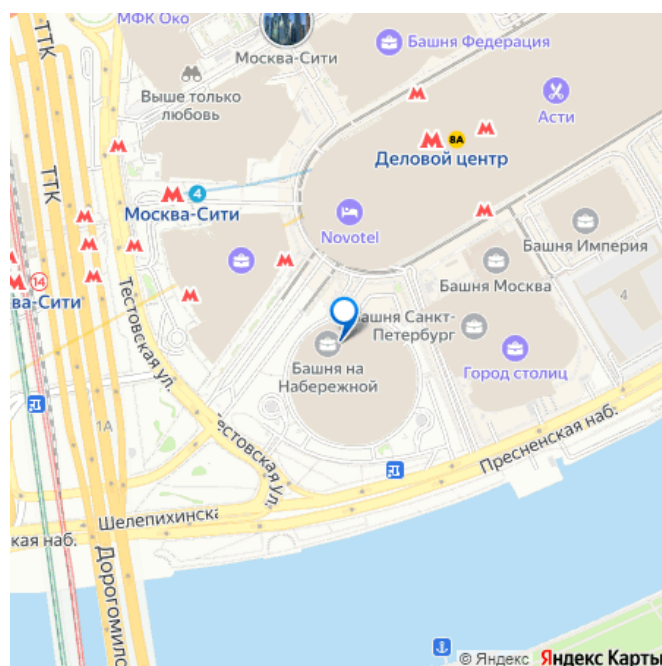 ТТК
МФК Око
Москва-Сити
Башня Федерация
Выше только
любовь
8А
Асти
Деловой центр
ТТК
4
Москва-Сити
Novotel
Башня Империя
Башня Москва
14
ва-Сити
4
Тестовская ул.
Башня Санкт-
Петербург
Башня на
Набережной
Город столиц
1А
Тестовская ул.
Пресненская наб.
Шелепихинска
кая наб.
Дорогомило
© Яндекс Яндекс Карты